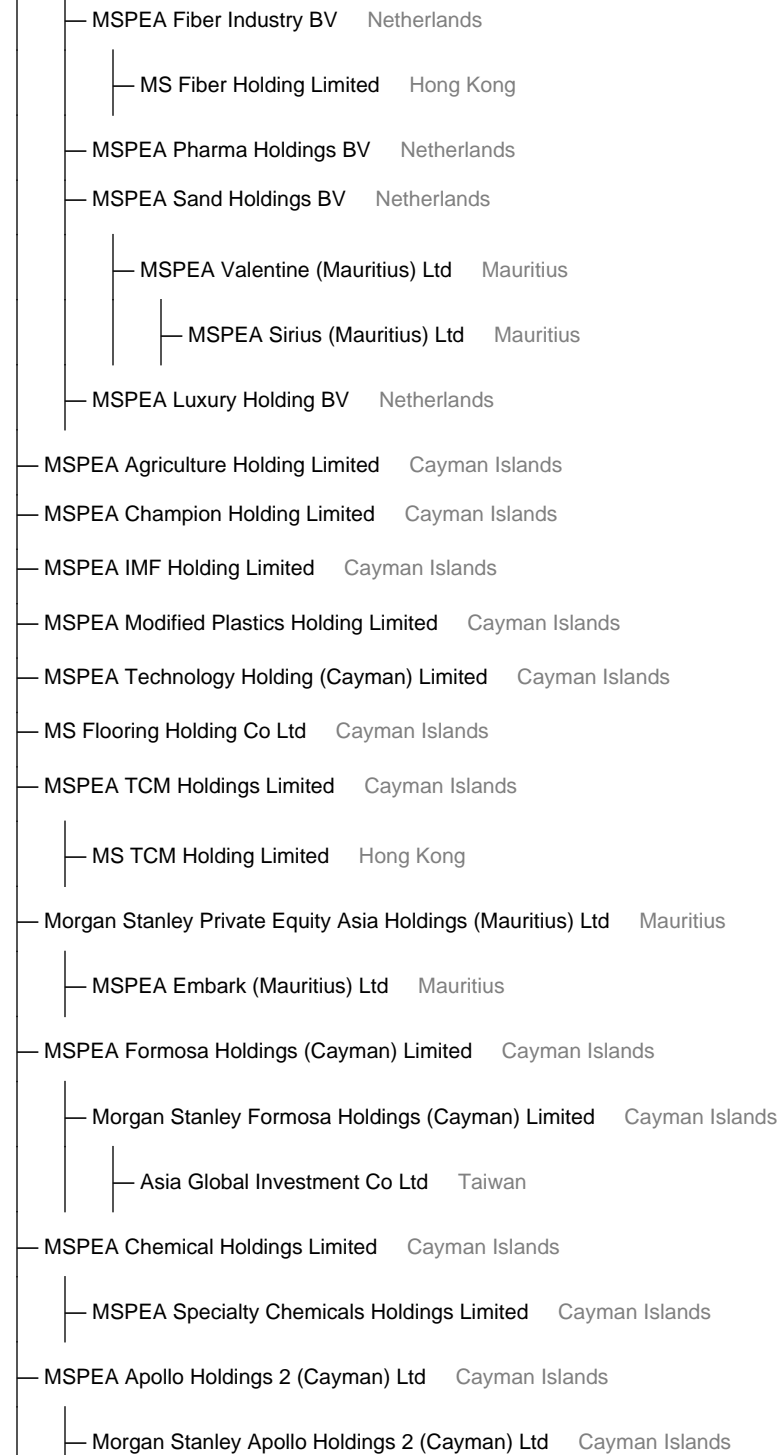 MSPEA Fiber Industry BV Netherlands
MS Fiber Holding Limited Hong Kong
MSPEA Pharma Holdings BV Netherlands
MSPEA Sand Holdings BV Netherlands
MSPEA Valentine (Mauritius) Ltd Mauritius
MSPEA Sirius (Mauritius) Ltd Mauritius
MSPEA Luxury Holding BV Netherlands
MSPEA Agriculture Holding Limited Cayman Islands
MSPEA Champion Holding Limited Cayman Islands
MSPEA IMF Holding Limited Cayman Islands
MSPEA Modified Plastics Holding Limited Cayman Islands
MSPEA Technology Holding (Cayman) Limited Cayman Islands
MS Flooring Holding Co Ltd Cayman Islands
MSPEA TCM Holdings Limited Cayman Islands
MS TCM Holding Limited Hong Kong
Morgan Stanley Private Equity Asia Holdings (Mauritius) Ltd Mauritius
MSPEA Embark (Mauritius) Ltd Mauritius
MSPEA Formosa Holdings (Cayman) Limited Cayman Islands
Morgan Stanley Formosa Holdings (Cayman) Limited Cayman Islands
Asia Global Investment Co Ltd Taiwan
MSPEA Chemical Holdings Limited Cayman Islands
MSPEA Specialty Chemicals Holdings Limited Cayman Islands
MSPEA Apollo Holdings 2 (Cayman) Ltd Cayman Islands
Morgan Stanley Apollo Holdings 2 (Cayman) Ltd Cayman Islands